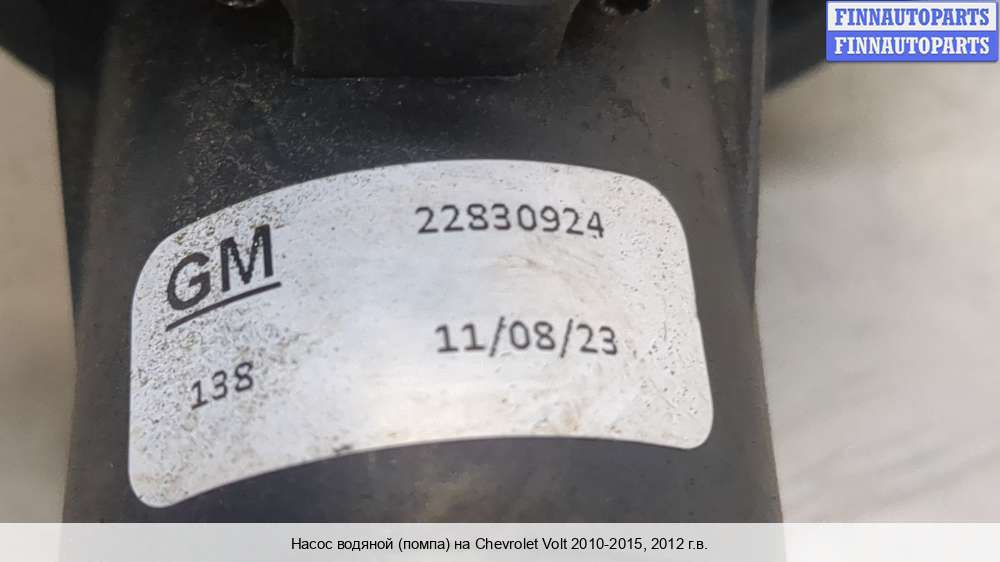 FINNAUTOPARTS
FINNAUTOPARTS
22830924
GM
11/08/23
138
Насос водяной (помпа) на Chevrolet Volt 2010-2015, 2012 г.в.